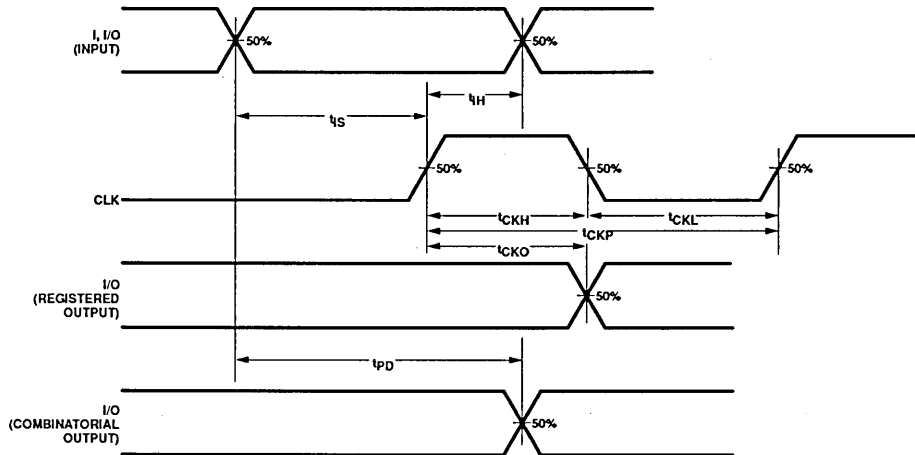 I, I/O
(INPUT)
50%
50%
tIH
tIS
50%
50%
50%
CLK
tCKH
tCKL
tCKP
tCKO
I/O
(REGISTERED
OUTPUT)
50%
tPD
I/O
(COMBINATORIAL
OUTPUT)
50%